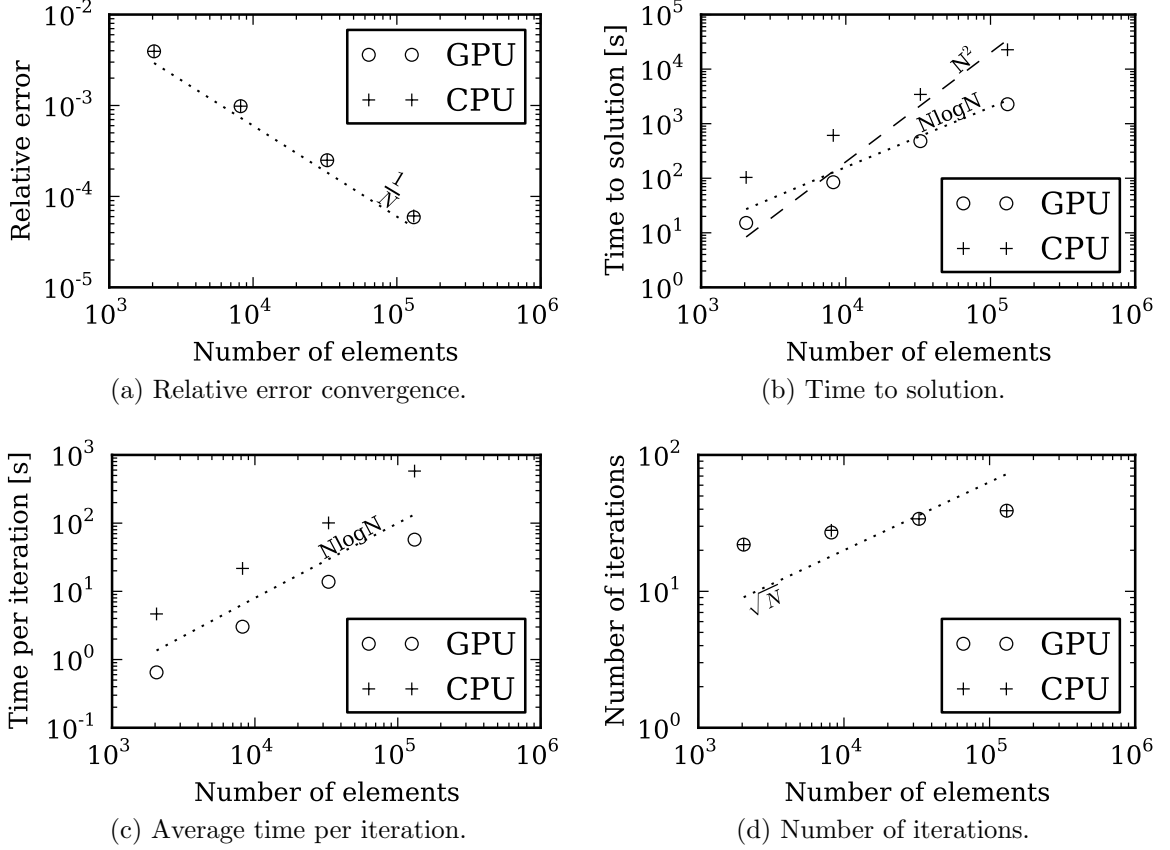 10^-2
10^-3
10^-4
10^-5
Relative error
GPU
CPU
1/N
10^3 10^4 10^5 10^6
Number of elements
(a) Relative error convergence.
10^5
10^4
10^3
10^2
10^1
10^0
Time to solution [s]
N^2
NlogN
GPU
CPU
10^3 10^4 10^5 10^6
Number of elements
(b) Time to solution.
10^3
10^2
10^1
10^0
10^-1
Time per iteration [s]
NlogN
GPU
CPU
10^3 10^4 10^5 10^6
Number of elements
(c) Average time per iteration.
10^2
10^1
10^0
Number of iterations
√N
GPU
CPU
10^3 10^4 10^5 10^6
Number of elements
(d) Number of iterations.